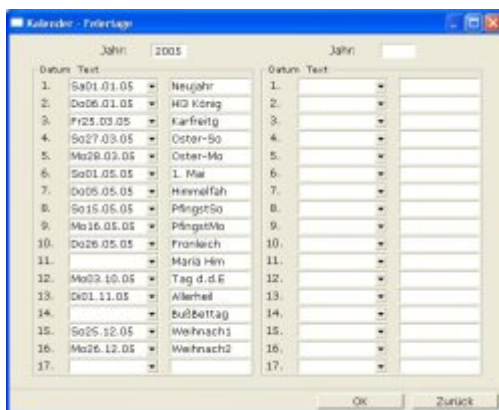 Kalender - Feiertage
Jahr: 2005 Jahr:
Datum Text Datum Text
1. Sa01.01.05 Neujahr 1.
2. Do06.01.05 Hl3 König 2.
3. Fr25.03.05 Karfreitg 3.
4. So27.03.05 Oster-So 4.
5. Mo28.03.05 Oster-Mo 5.
6. So01.05.05 1. Mai 6.
7. Do05.05.05 Himmelfah 7.
8. So15.05.05 PfingstSo 8.
9. Mo16.05.05 PfingstMo 9.
10. Do26.05.05 Fronleich 10.
11. Maria Him 11.
12. Mo03.10.05 Tag d.d.E 12.
13. Di01.11.05 Allerheil 13.
14. BußBettag 14.
15. So25.12.05 Weihnach1 15.
16. Mo26.12.05 Weihnach2 16.
17. 17.
OK Zurück